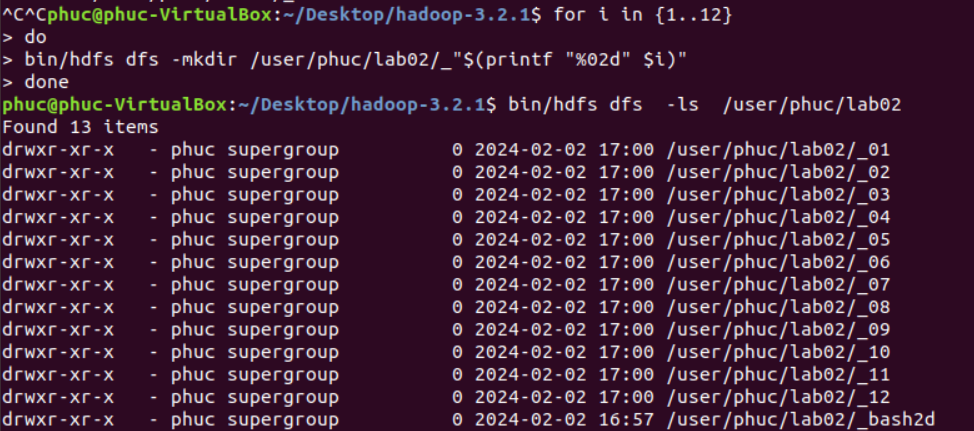 ^C^Cphuc@phuc-VirtualBox:~/Desktop/hadoop-3.2.1$ for i in {1..12}
> do
> bin/hdfs dfs -mkdir /user/phuc/lab02/_"$(printf "%02d" $i)"
> done
phuc@phuc-VirtualBox:~/Desktop/hadoop-3.2.1$ bin/hdfs dfs  -ls  /user/phuc/lab02
Found 13 items
drwxr-xr-x   - phuc supergroup          0 2024-02-02 17:00 /user/phuc/lab02/_01
drwxr-xr-x   - phuc supergroup          0 2024-02-02 17:00 /user/phuc/lab02/_02
drwxr-xr-x   - phuc supergroup          0 2024-02-02 17:00 /user/phuc/lab02/_03
drwxr-xr-x   - phuc supergroup          0 2024-02-02 17:00 /user/phuc/lab02/_04
drwxr-xr-x   - phuc supergroup          0 2024-02-02 17:00 /user/phuc/lab02/_05
drwxr-xr-x   - phuc supergroup          0 2024-02-02 17:00 /user/phuc/lab02/_06
drwxr-xr-x   - phuc supergroup          0 2024-02-02 17:00 /user/phuc/lab02/_07
drwxr-xr-x   - phuc supergroup          0 2024-02-02 17:00 /user/phuc/lab02/_08
drwxr-xr-x   - phuc supergroup          0 2024-02-02 17:00 /user/phuc/lab02/_09
drwxr-xr-x   - phuc supergroup          0 2024-02-02 17:00 /user/phuc/lab02/_10
drwxr-xr-x   - phuc supergroup          0 2024-02-02 17:00 /user/phuc/lab02/_11
drwxr-xr-x   - phuc supergroup          0 2024-02-02 17:00 /user/phuc/lab02/_12
drwxr-xr-x   - phuc supergroup          0 2024-02-02 16:57 /user/phuc/lab02/_bash2d